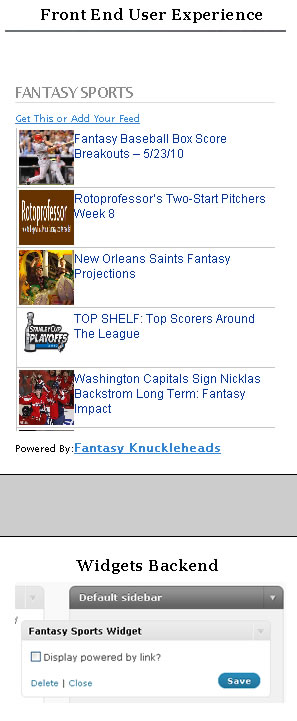 Front End User Experience
FANTASY SPORTS
Get This or Add Your Feed
Fantasy Baseball Box Score
Breakouts – 5/23/10
Rotoprofessor
Rotoprofessor's Two-Start Pitchers
Week 8
New Orleans Saints Fantasy
Projections
STANLEY CUP
PLAYOFFS
TOP SHELF: Top Scorers Around
The League
Washington Capitals Sign Nicklas
Backstrom Long Term: Fantasy
Impact
Powered By:Fantasy Knuckleheads
Widgets Backend
Default sidebar
Fantasy Sports Widget
Display powered by link?
Delete | Close
Save